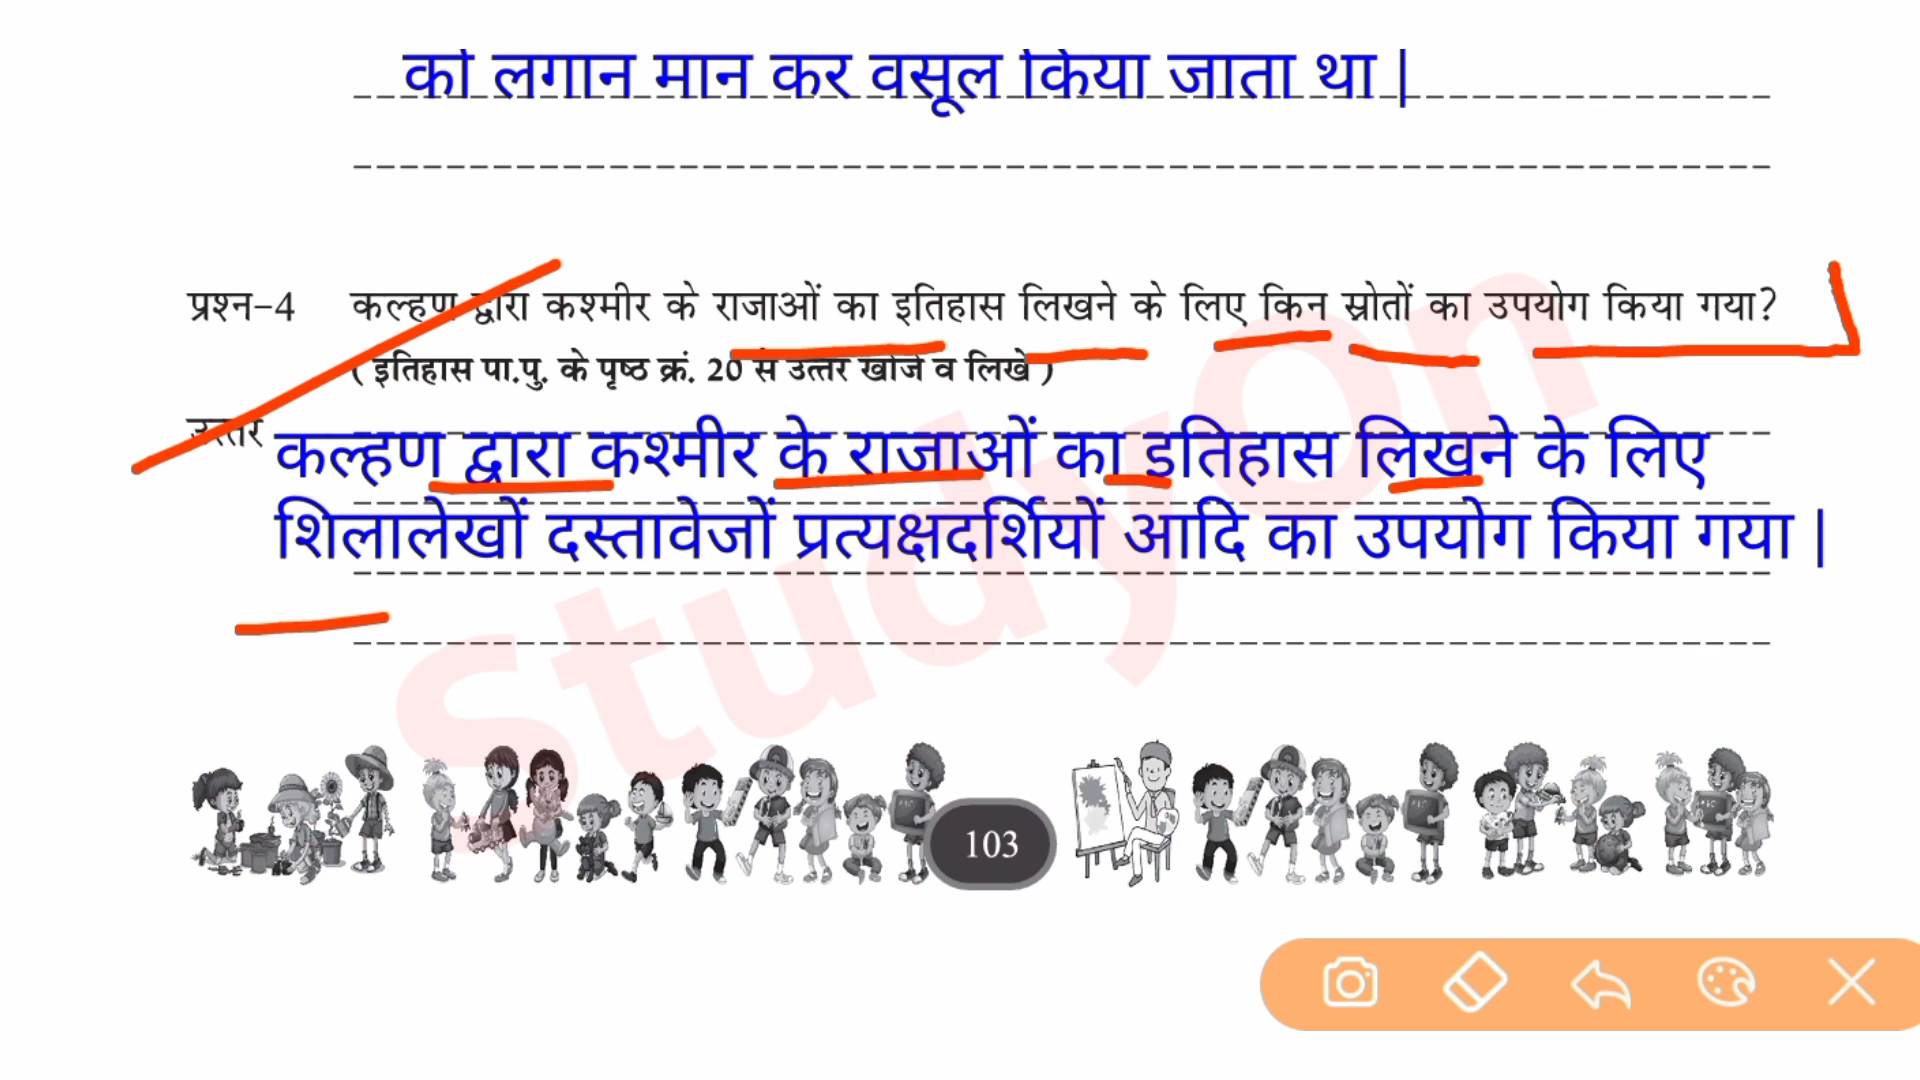 को लगान मान कर वसूल किया जाता था |
प्रश्न-4 कल्हण द्वारा कश्मीर के राजाओं का इतिहास लिखने के लिए किन स्रोतों का उपयोग किया गया?
( इतिहास पा.पु. के पृष्ठ क्रं. 20 से उत्तर खोजें व लिखें )
उत्तर कल्हण द्वारा कश्मीर के राजाओं का इतिहास लिखने के लिए
शिलालेखों दस्तावेजों प्रत्यक्षदर्शियों आदि का उपयोग किया गया |
studyon
103